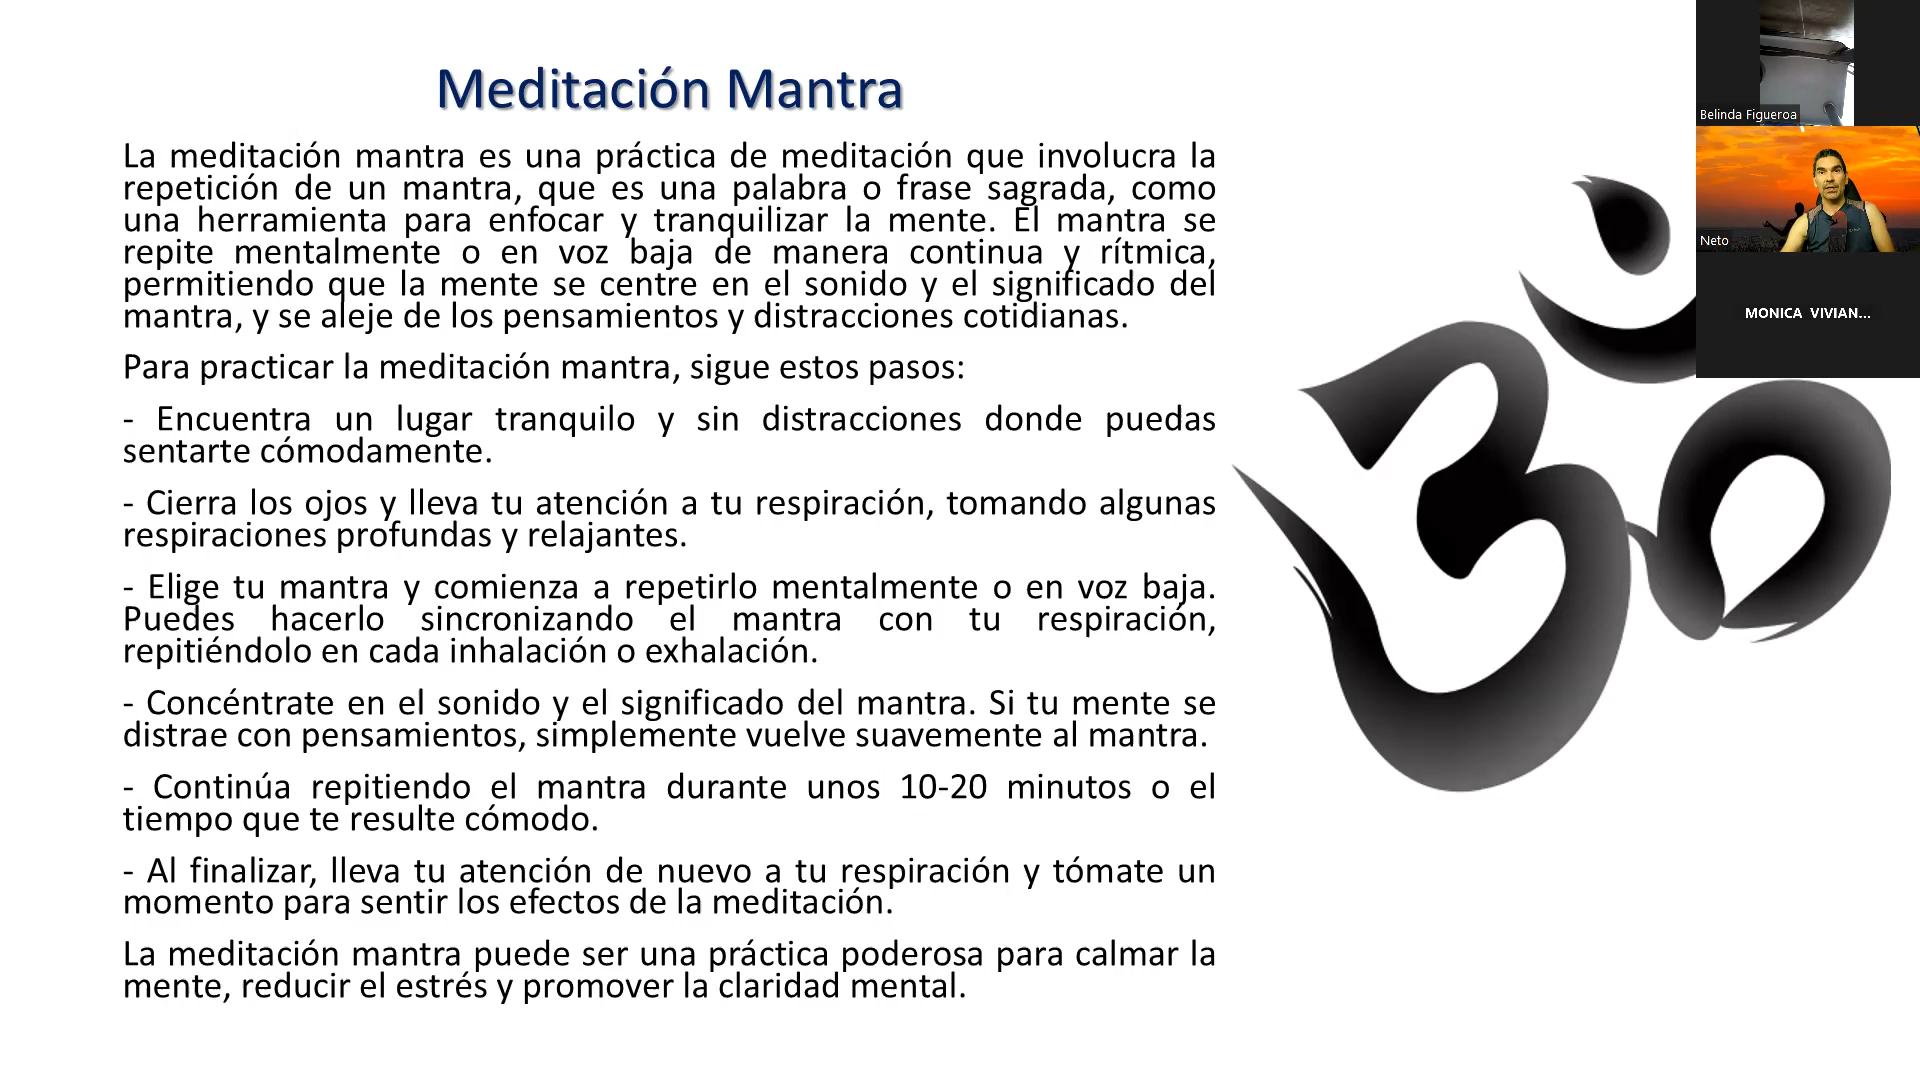 Meditación Mantra
La meditación mantra es una práctica de meditación que involucra la
repetición de un mantra, que es una palabra o frase sagrada, como
una herramienta para enfocar y tranquilizar la mente. El mantra se
repite mentalmente o en voz baja de manera continua y rítmica,
permitiendo que la mente se centre en el sonido y el significado del
mantra, y se aleje de los pensamientos y distracciones cotidianas.
Para practicar la meditación mantra, sigue estos pasos:
- Encuentra un lugar tranquilo y sin distracciones donde puedas
sentarte cómodamente.
- Cierra los ojos y lleva tu atención a tu respiración, tomando algunas
respiraciones profundas y relajantes.
- Elige tu mantra y comienza a repetirlo mentalmente o en voz baja.
Puedes hacerlo sincronizando el mantra con tu respiración,
repitiéndolo en cada inhalación o exhalación.
- Concéntrate en el sonido y el significado del mantra. Si tu mente se
distrae con pensamientos, simplemente vuelve suavemente al mantra.
- Continúa repitiendo el mantra durante unos 10-20 minutos o el
tiempo que te resulte cómodo.
- Al finalizar, lleva tu atención de nuevo a tu respiración y tómate un
momento para sentir los efectos de la meditación.
La meditación mantra puede ser una práctica poderosa para calmar la
mente, reducir el estrés y promover la claridad mental.
Belinda Figueroa
Neto
MONICA VIVIAN...